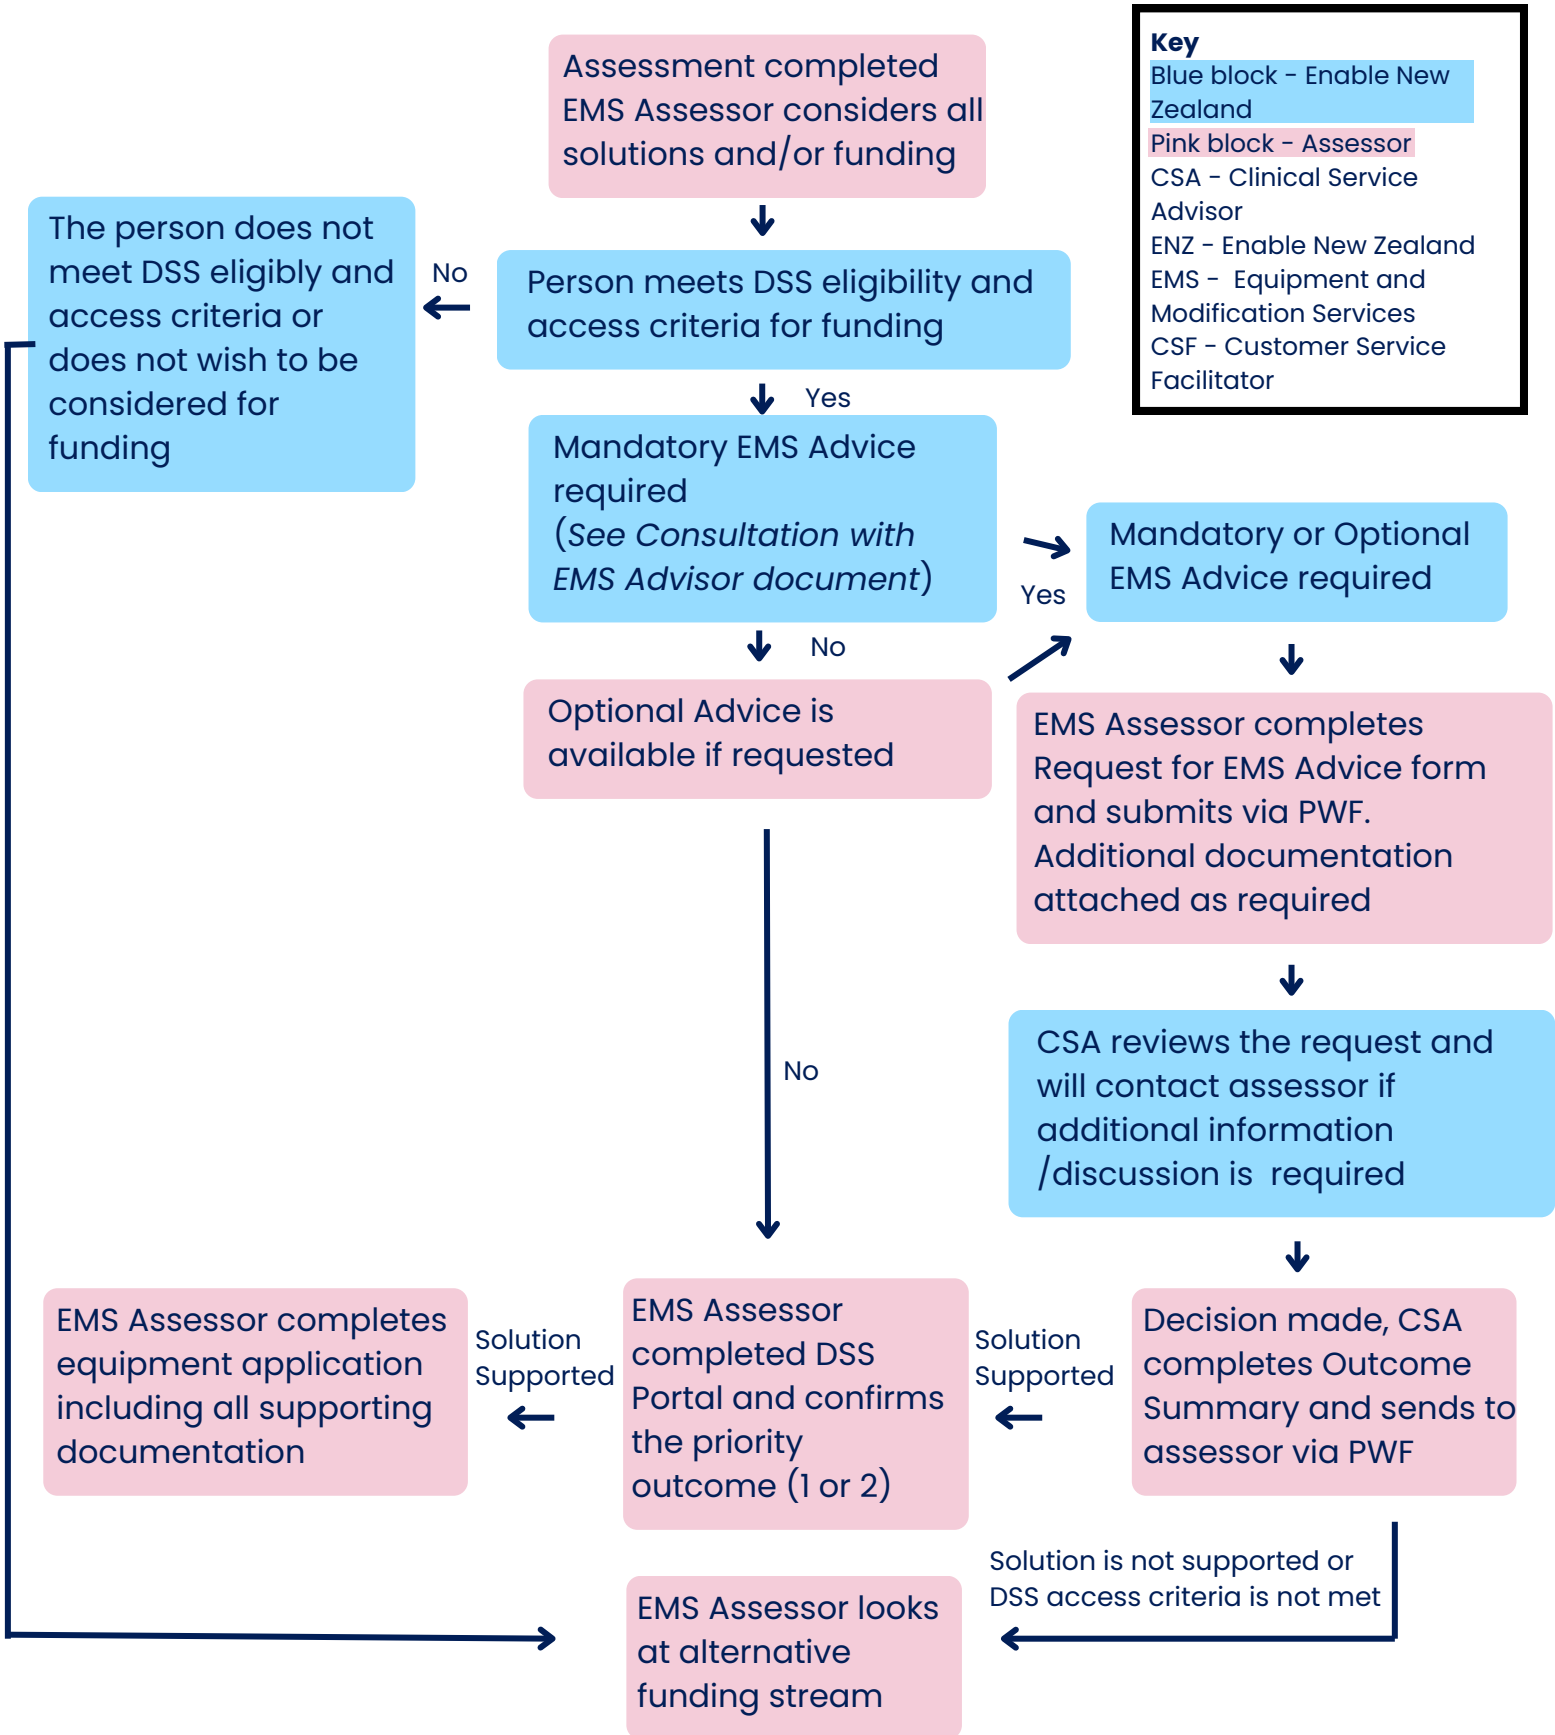 Assessment completed
EMS Assessor considers all
solutions and/or funding
Key
Blue block - Enable New
Zealand
Pink block - Assessor
CSA - Clinical Service
Advisor
ENZ - Enable New Zealand
EMS -  Equipment and
Modification Services
CSF - Customer Service
Facilitator
The person does not
meet DSS eligibly and
access criteria or
does not wish to be
considered for
funding
No
Person meets DSS eligibility and
access criteria for funding
Yes
Mandatory EMS Advice
required
(See Consultation with
EMS Advisor document)
Yes
Mandatory or Optional
EMS Advice required
No
Optional Advice is
available if requested
EMS Assessor completes
Request for EMS Advice form
and submits via PWF.
Additional documentation
attached as required
No
CSA reviews the request and
will contact assessor if
additional information
/discussion is  required
EMS Assessor completes
equipment application
including all supporting
documentation
Solution
Supported
EMS Assessor
completed DSS
Portal and confirms
the priority
outcome (1 or 2)
Solution
Supported
Decision made, CSA
completes Outcome
Summary and sends to
assessor via PWF
Solution is not supported or
DSS access criteria is not met
EMS Assessor looks
at alternative
funding stream